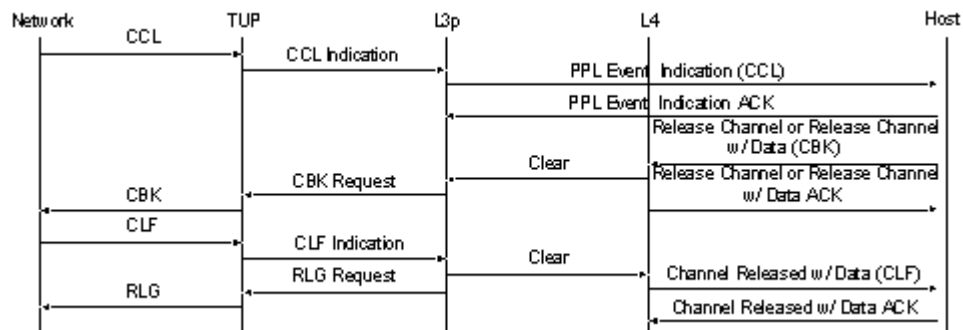 Network TUP L3p L4 Host
CCL
CCL Indication
PPL Event Indication (CCL)
PPL Event Indication ACK
Release Channel or Release Channel
w/ Data (CBK)
Clear
Release Channel or Release Channel
w/ Data ACK
CBK Request
CBK
CLF
CLF Indication
Clear
RLG Request
Channel Released w/ Data (CLF)
RLG
Channel Released w/ Data ACK